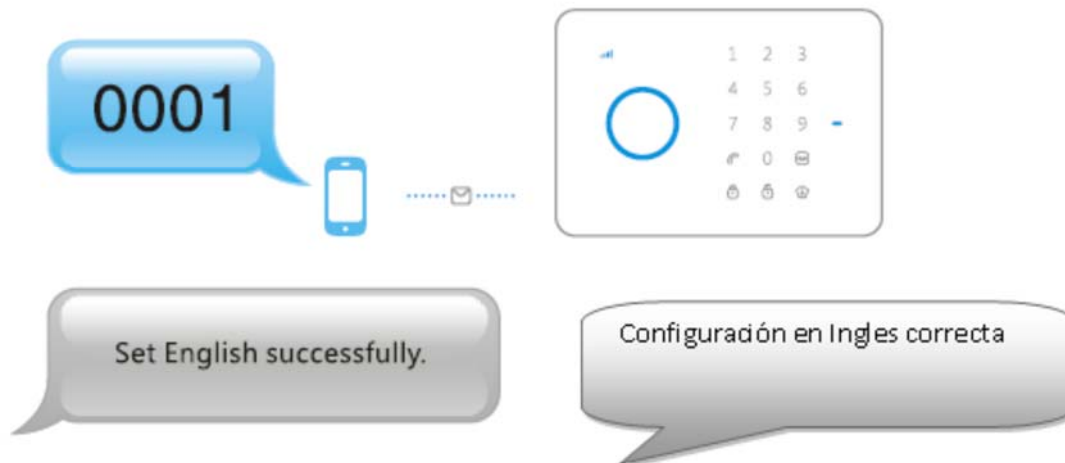 0001
1 2 3
4 5 6
7 8 9
0
Set English successfully.
Configuración en Ingles correcta